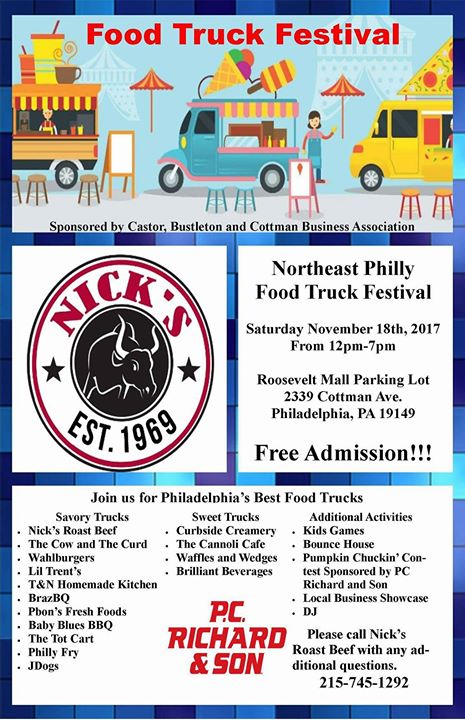 Food Truck Festival
Sponsored by Castor, Bustleton and Cottman Business Association
NICK'S
EST. 1969
Northeast Philly
Food Truck Festival
Saturday November 18th, 2017
From 12pm-7pm
Roosevelt Mall Parking Lot
2339 Cottman Ave.
Philadelphia, PA 19149
Free Admission!!!
Join us for Philadelphia's Best Food Trucks
Savory Trucks
• Nick's Roast Beef
• The Cow and The Curd
• Wahlburgers
• Lil Trent's
• T&N Homemade Kitchen
• BrazBQ
• Pbon's Fresh Foods
• Baby Blues BBQ
• The Tot Cart
• Philly Fry
• JDogs
Sweet Trucks
• Curbside Creamery
• The Cannoli Cafe
• Waffles and Wedges
• Brilliant Beverages
P.C.
RICHARD
& SON
Additional Activities
• Kids Games
• Bounce House
• Pumpkin Chuckin' Con-
test Sponsored by PC
Richard and Son
• Local Business Showcase
• DJ
Please call Nick's
Roast Beef with any ad-
ditional questions.
215-745-1292